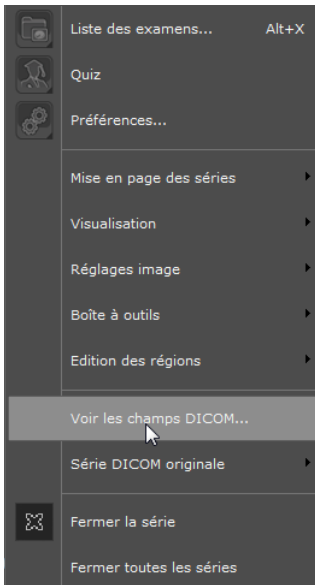 Liste des examens... Alt+X
Quiz
Préférences...
Mise en page des séries
Visualisation
Réglages image
Boîte à outils
Edition des régions
Voir les champs DICOM...
Série DICOM originale
Fermer la série
Fermer toutes les séries